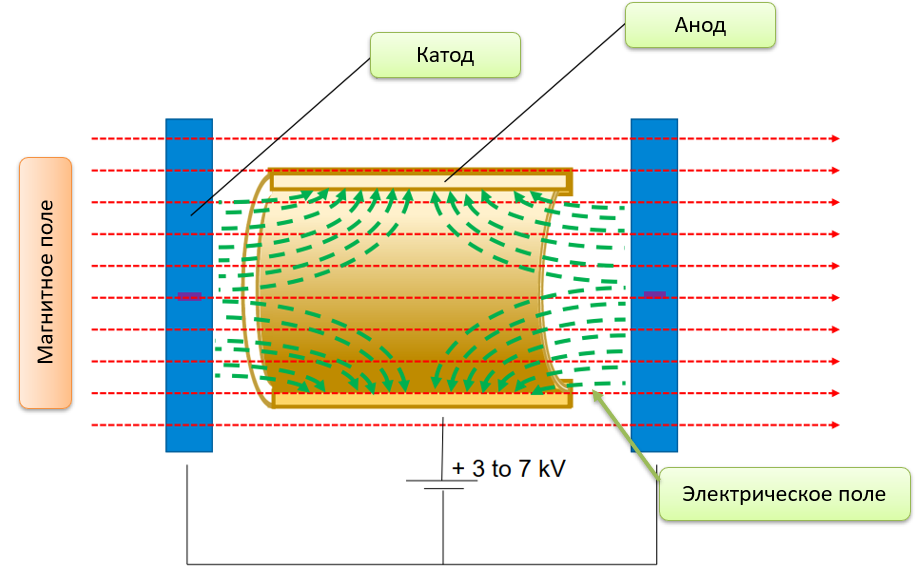 Анод
Катод
Магнитное поле
+ 3 to 7 kV
Электрическое поле